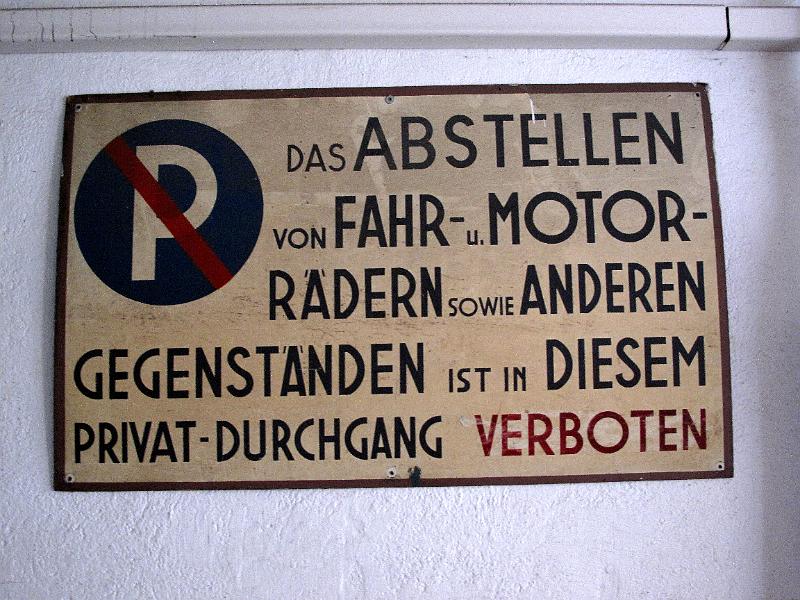 P
DAS ABSTELLEN
VON FAHR- u. MOTOR-
RÄDERN SOWIE ANDEREN
GEGENSTÄNDEN IST IN DIESEM
PRIVAT-DURCHGANG VERBOTEN